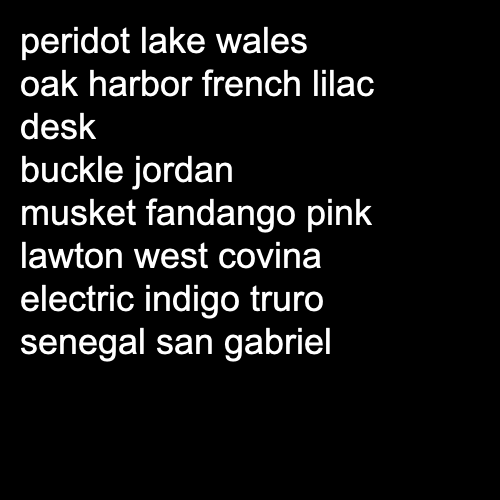 peridot lake wales
oak harbor french lilac
desk
buckle jordan
musket fandango pink
lawton west covina
electric indigo truro
senegal san gabriel